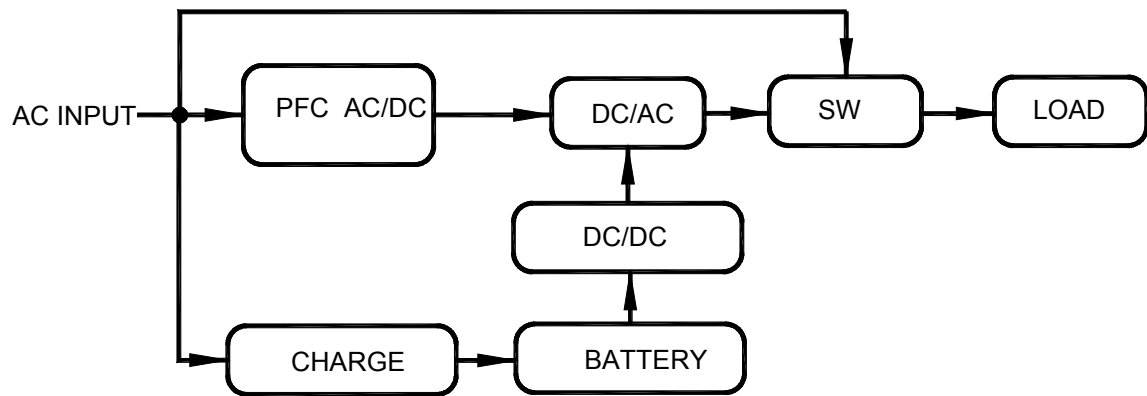 AC INPUT
PFC AC/DC
DC/AC
SW
LOAD
DC/DC
CHARGE
BATTERY